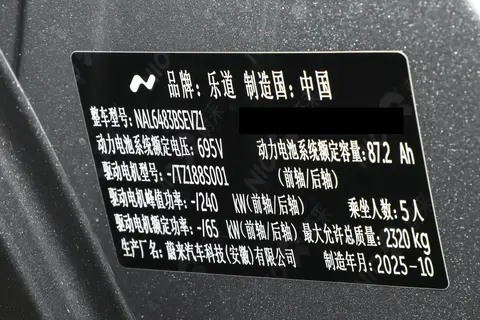 品牌: 乐道 制造国: 中国
整车型号: NAL6483BSEVZ1
动力电池系统额定电压: 695V 动力电池系统额定容量: 87.2 Ah
驱动电机型号: -/TZ188S001 (前轴/后轴)
驱动电机峰值功率: -/240 kW(前轴/后轴) 乘坐人数: 5人
驱动电机额定功率: -/65 kW(前轴/后轴) 最大允许总质量: 2320kg
生产厂名: 蔚来汽车科技(安徽)有限公司 制造年月: 2025-10